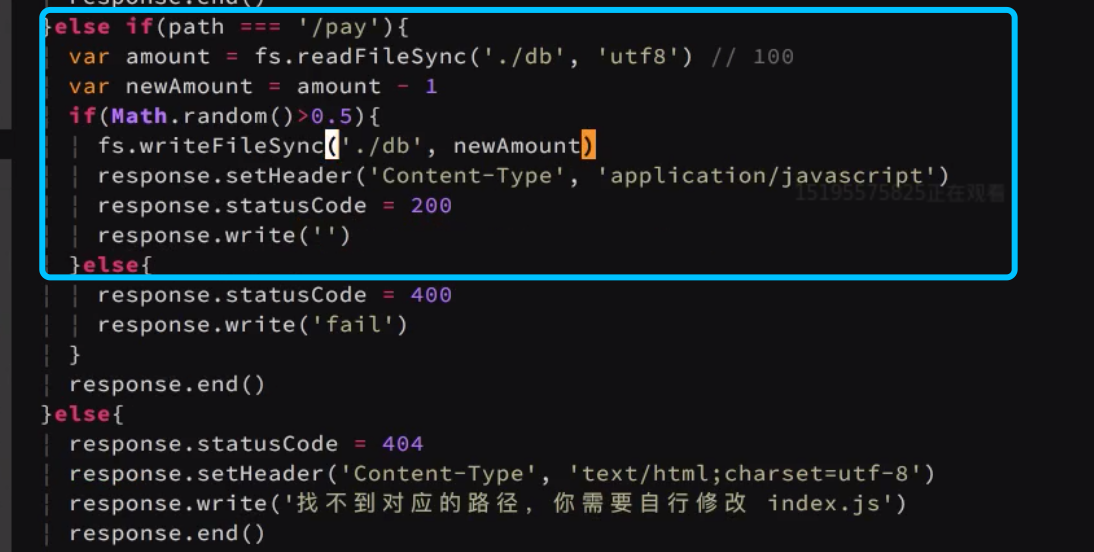 response.end()
}else if(path === '/pay'){
var amount = fs.readFileSync('./db', 'utf8') // 100
var newAmount = amount - 1
if(Math.random()>0.5){
fs.writeFileSync('./db', newAmount)
response.setHeader('Content-Type', 'application/javascript')
15195575825正在观看
response.statusCode = 200
response.write('')
}else{
response.statusCode = 400
response.write('fail')
}
response.end()
}else{
response.statusCode = 404
response.setHeader('Content-Type', 'text/html;charset=utf-8')
response.write('找不到对应的路径, 你需要自行修改 index.js')
response.end()